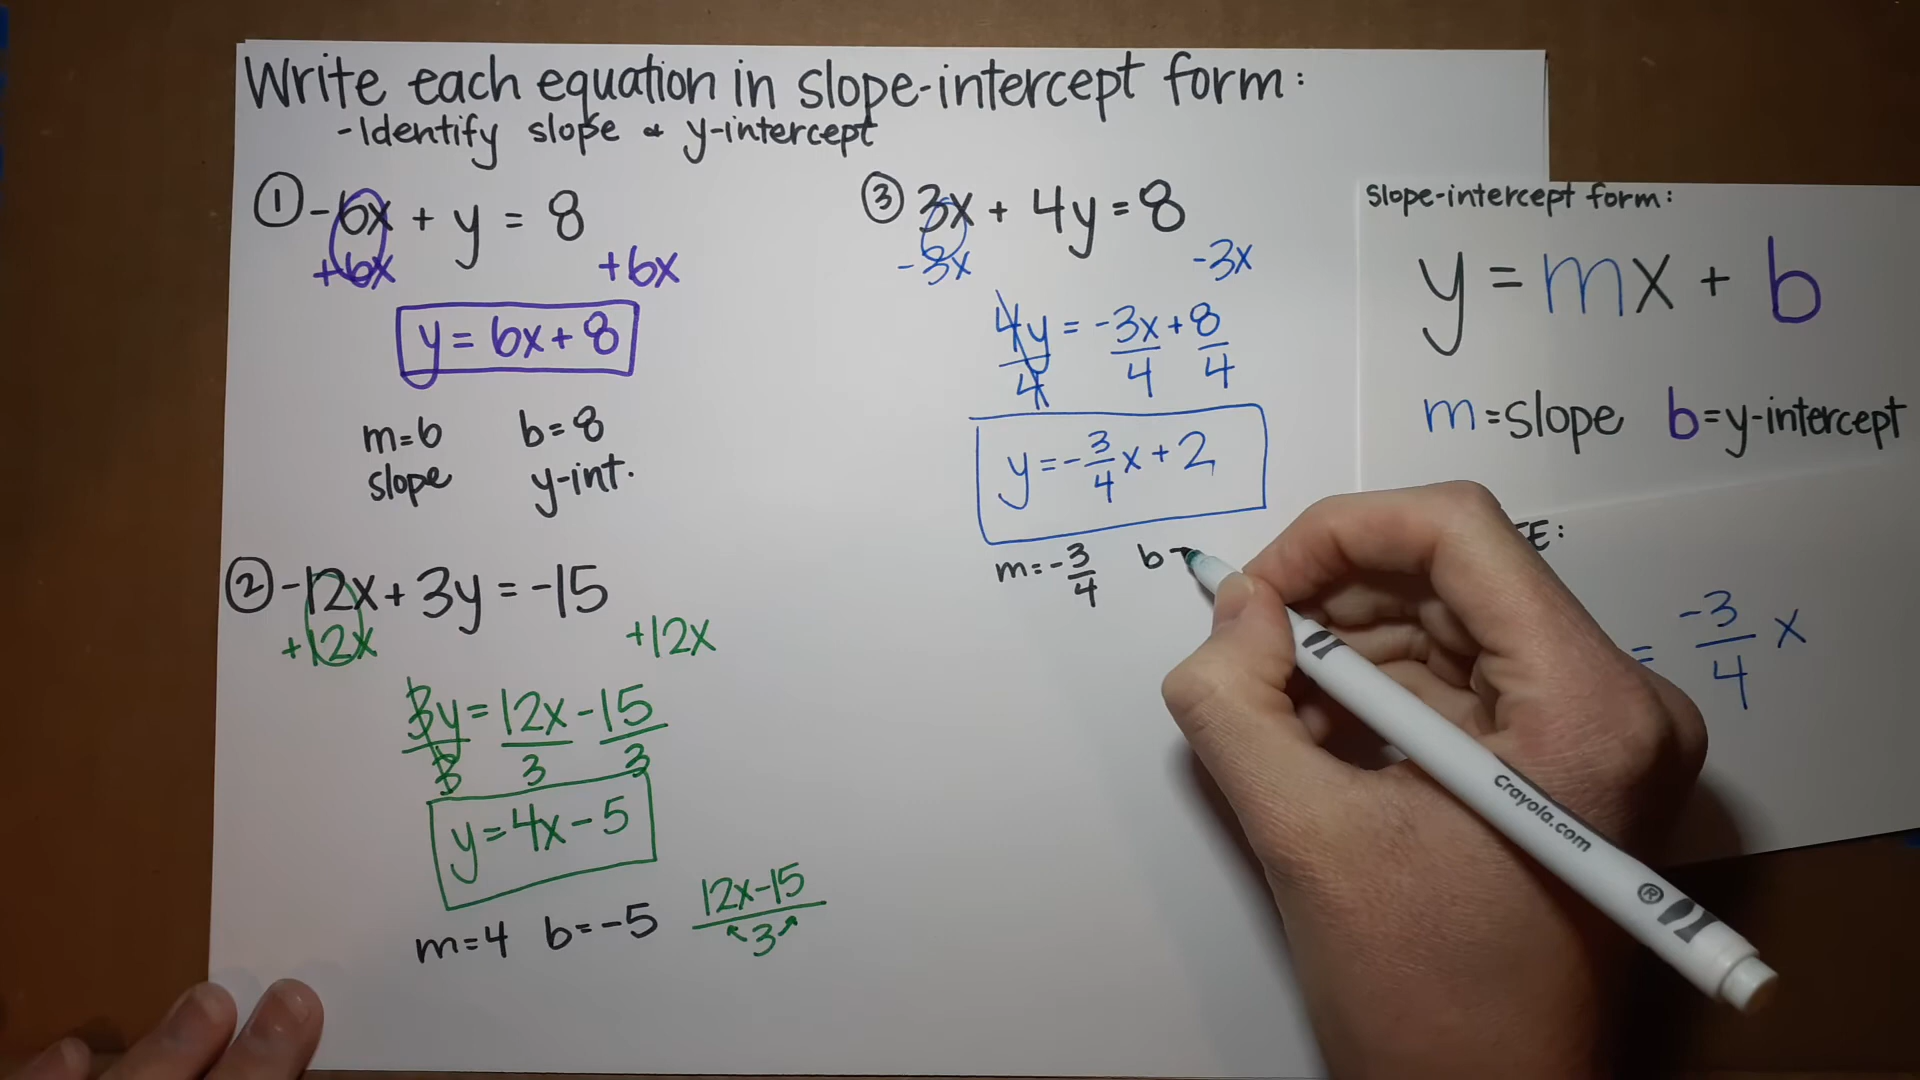 Write each equation in slope-intercept form:
-Identify slope & y-intercept
① -6x + y = 8
+6x +6x
y = 6x + 8
m=6 b=8
slope y-int.
② -12x + 3y = -15
+12x +12x
3y = 12x - 15
3 3 3
y = 4x - 5
m=4 b=-5
12x-15
3
③ 3x + 4y = 8
-3x -3x
4y = -3x + 8
4 4 4
y = -3/4 x + 2
m = -3/4 b
slope-intercept form:
y = mx + b
m = slope b = y-intercept
E:
= -3/4 x
crayola.com
®